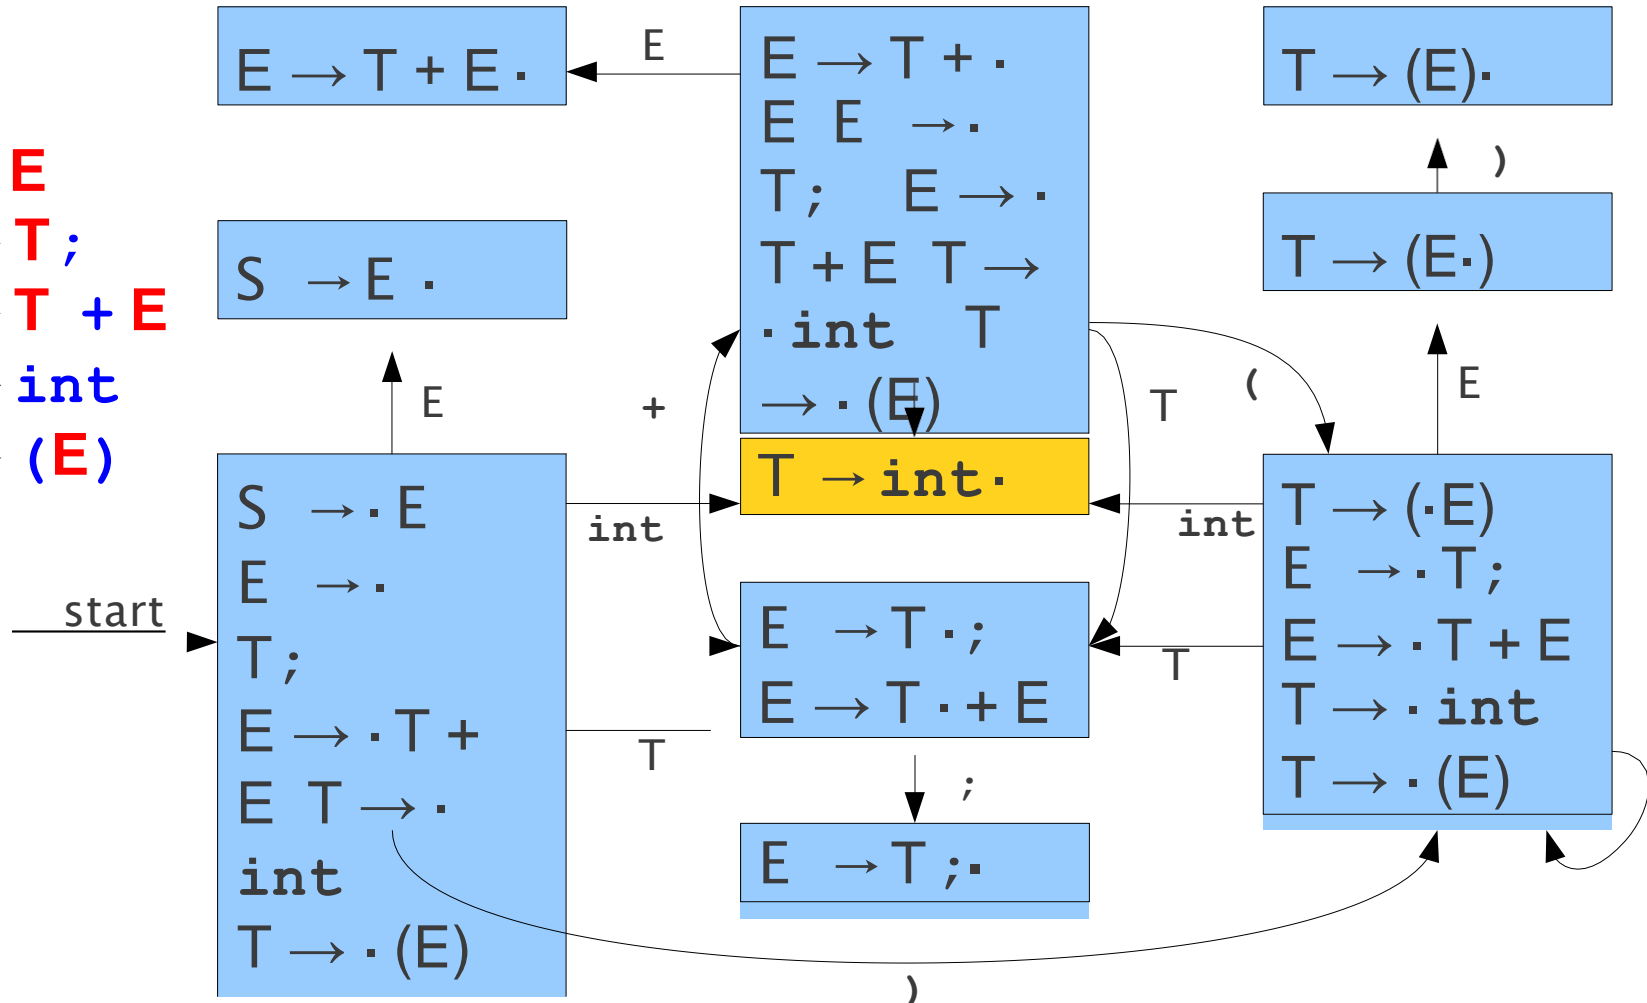 E
T ;
T + E
int
(E)
start
E → T + E ·
E
S → E ·
E
S → · E
E → ·
T ;
E → · T +
E T → ·
int
T → · (E)
int
T
+
E → T + ·
E E → ·
T ; E → ·
T + E T →
· int T
→ · (E)
T → int ·
E → T · ;
E → T · + E
;
E → T ; ·
)
T
(
int
T
T → (E) ·
)
T → (E · )
E
T → ( · E)
E → · T ;
E → · T + E
T → · int
T → · (E)